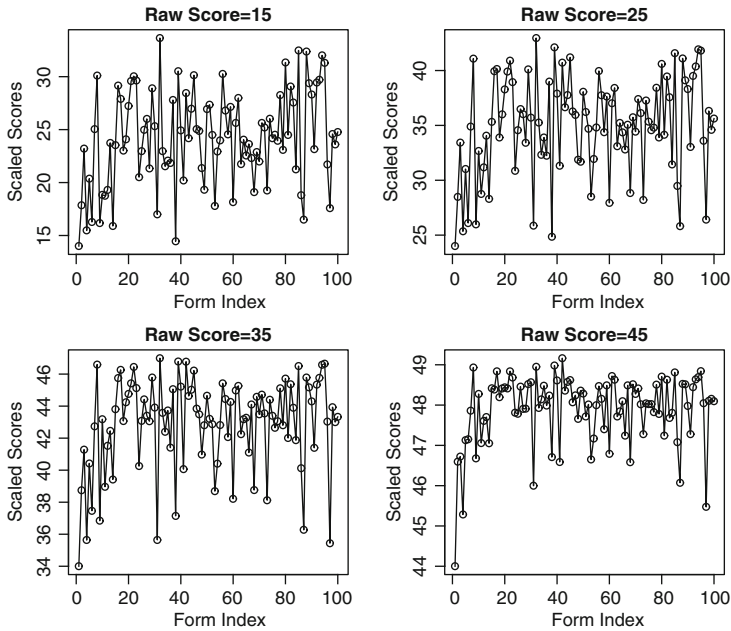 Raw Score=15
Scaled Scores
30
25
20
15
0 20 40 60 80 100
Form Index
Raw Score=25
Scaled Scores
40
35
30
25
0 20 40 60 80 100
Form Index
Raw Score=35
Scaled Scores
46
44
42
40
38
36
34
0 20 40 60 80 100
Form Index
Raw Score=45
Scaled Scores
49
48
47
46
45
44
0 20 40 60 80 100
Form Index